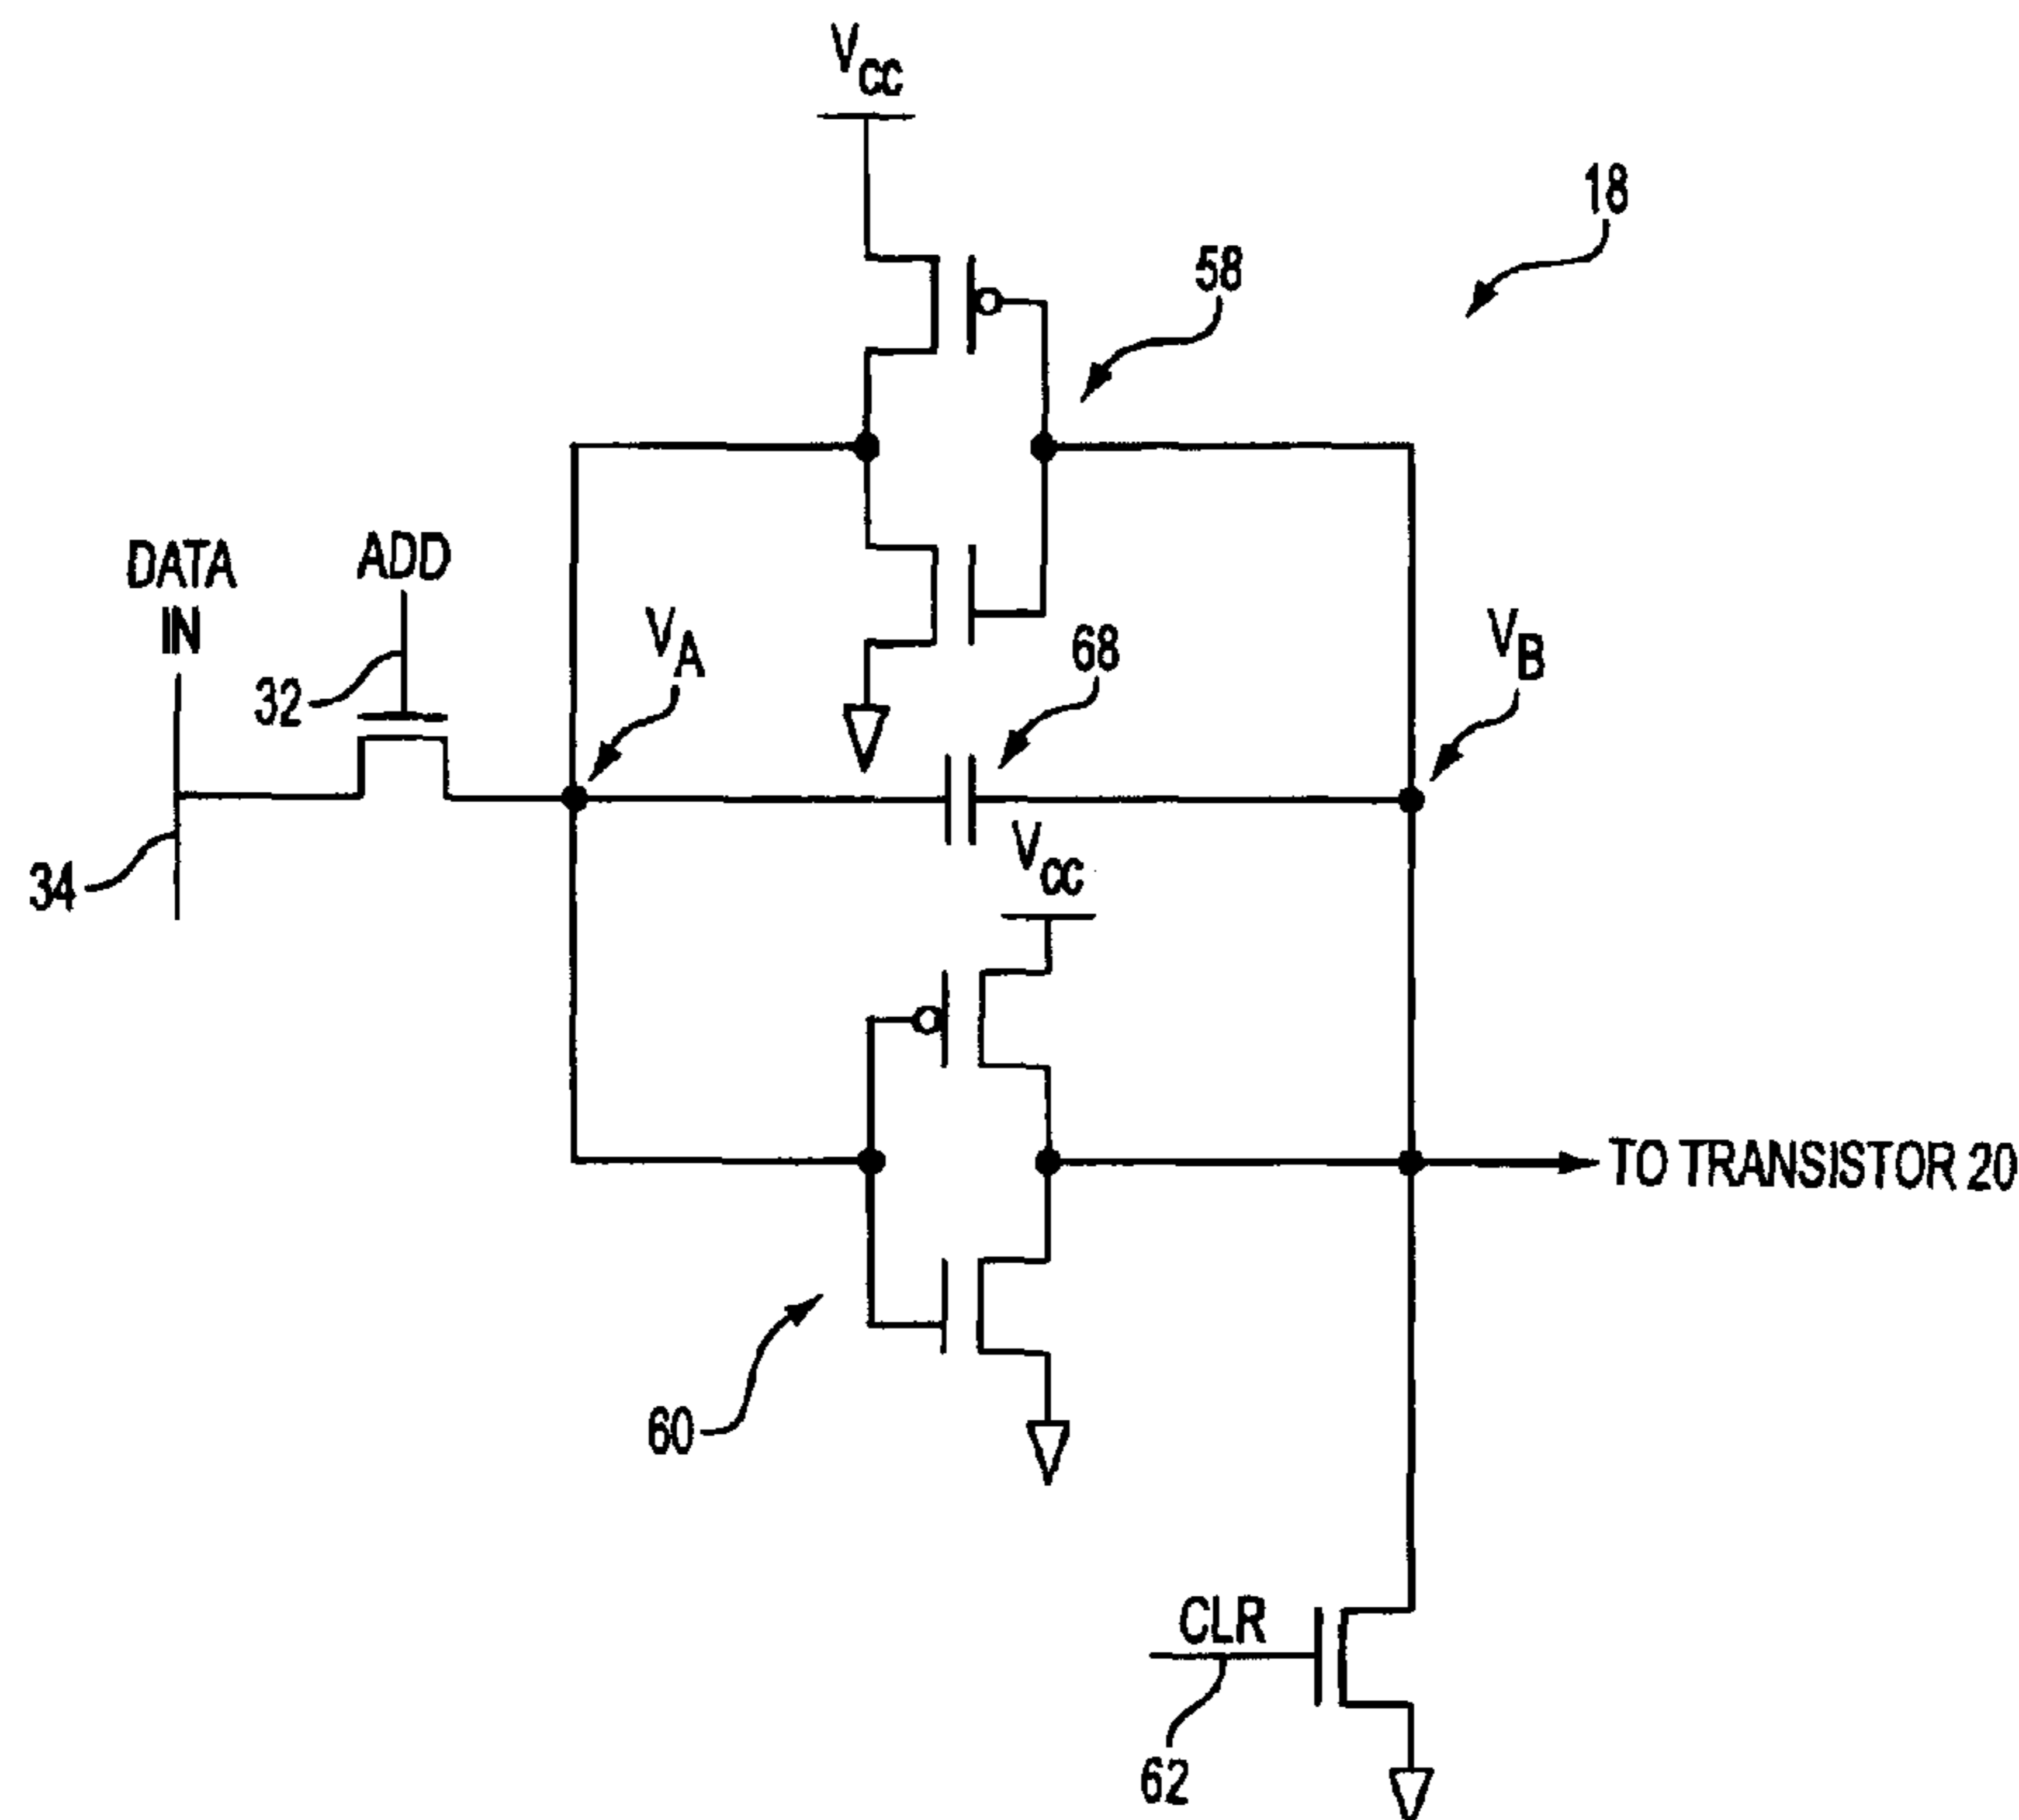 VCC
18
58
DATA
IN
ADD
32
VA
68
VB
34
VCC
TO TRANSISTOR 20
60
CLR
62